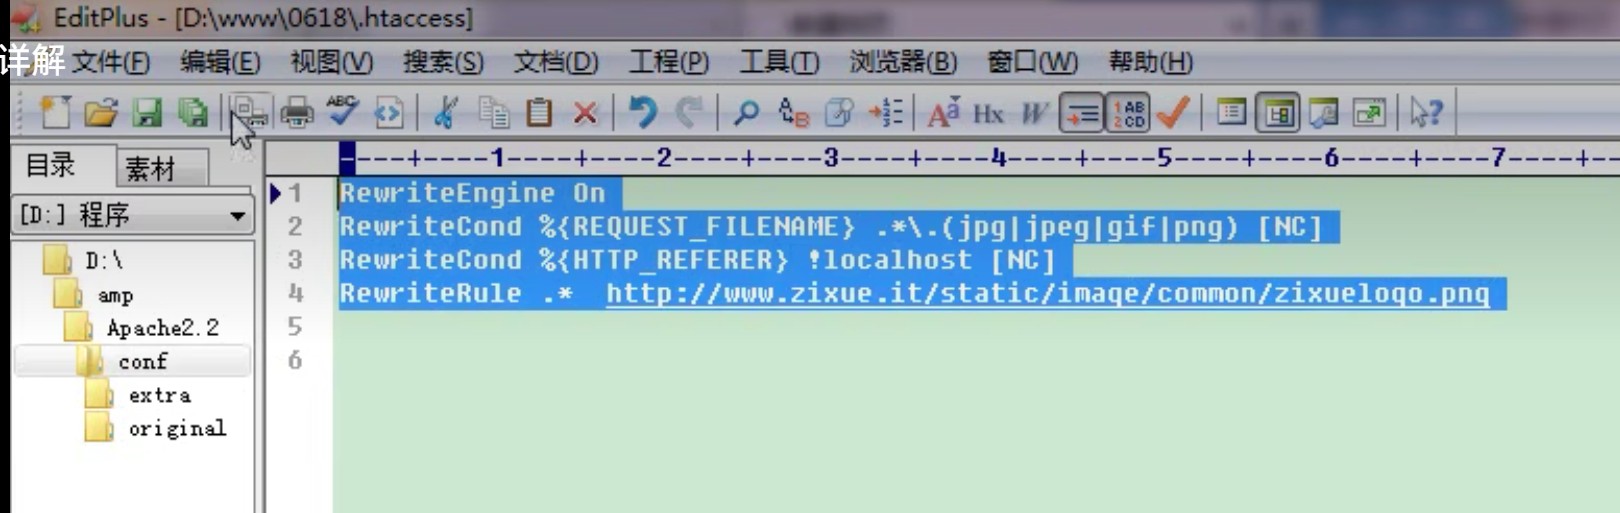 EditPlus - [D:\www\0618\.htaccess]
详解
文件(F) 编辑(E) 视图(V) 搜索(S) 文档(D) 工程(P) 工具(T) 浏览器(B) 窗口(W) 帮助(H)
目录 素材
----+----1----+----2----+----3----+----4----+----5----+----6----+----7----+--
[D:] 程序
D:\
amp
Apache2.2
conf
extra
original
1 RewriteEngine On
2 RewriteCond %{REQUEST_FILENAME} .*\.(jpg|jpeg|gif|png) [NC]
3 RewriteCond %{HTTP_REFERER} !localhost [NC]
4 RewriteRule .* http://www.zixue.it/static/image/common/zixuelogo.png
5
6